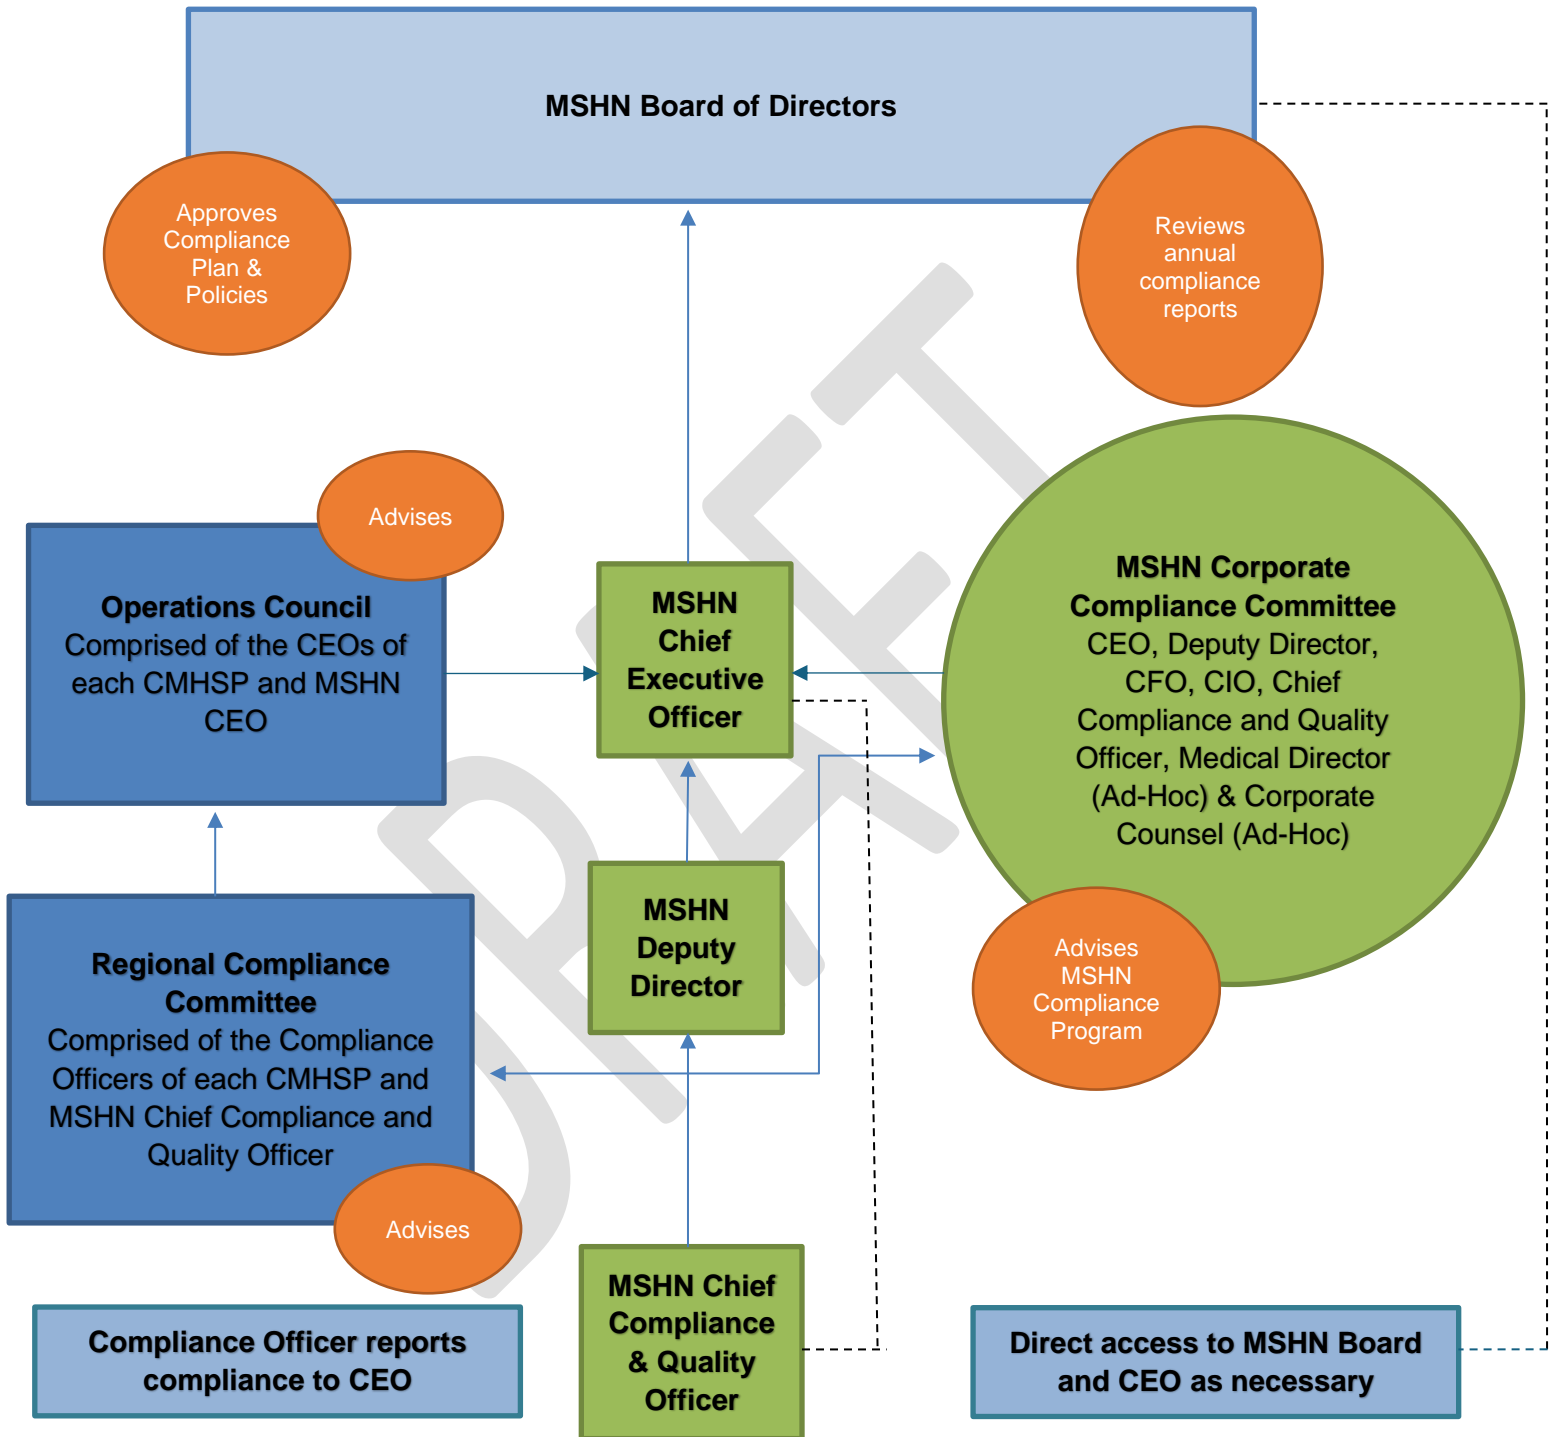 MSHN Board of Directors
Approves
Compliance
Plan &
Policies
Reviews
annual
compliance
reports
Advises
Operations Council
Comprised of the CEOs of
each CMHSP and MSHN
CEO
MSHN
Chief
Executive
Officer
MSHN Corporate
Compliance Committee
CEO, Deputy Director,
CFO, CIO, Chief
Compliance and Quality
Officer, Medical Director
(Ad-Hoc) & Corporate
Counsel (Ad-Hoc)
Regional Compliance
Committee
Comprised of the Compliance
Officers of each CMHSP and
MSHN Chief Compliance and
Quality Officer
MSHN
Deputy
Director
Advises
MSHN
Compliance
Program
Advises
Compliance Officer reports
compliance to CEO
MSHN Chief
Compliance
& Quality
Officer
Direct access to MSHN Board
and CEO as necessary
DRAFT